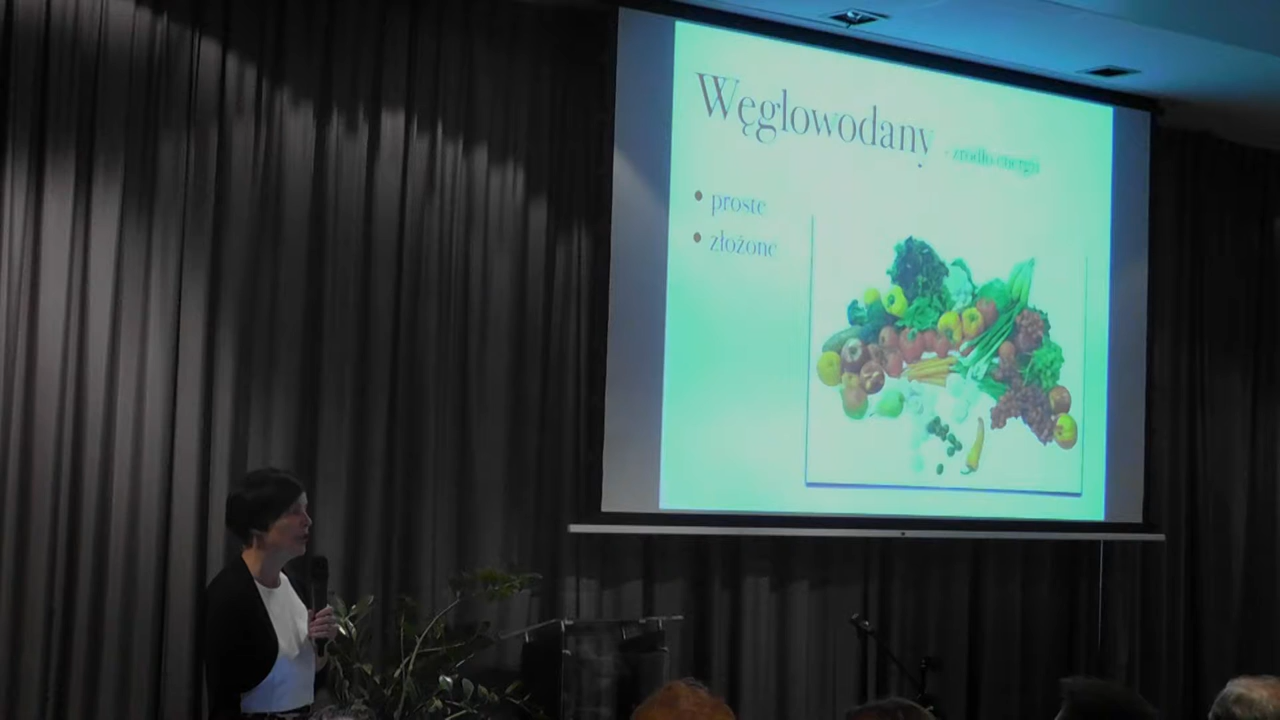 Węglowodany - źródło energii
• proste
• złożone